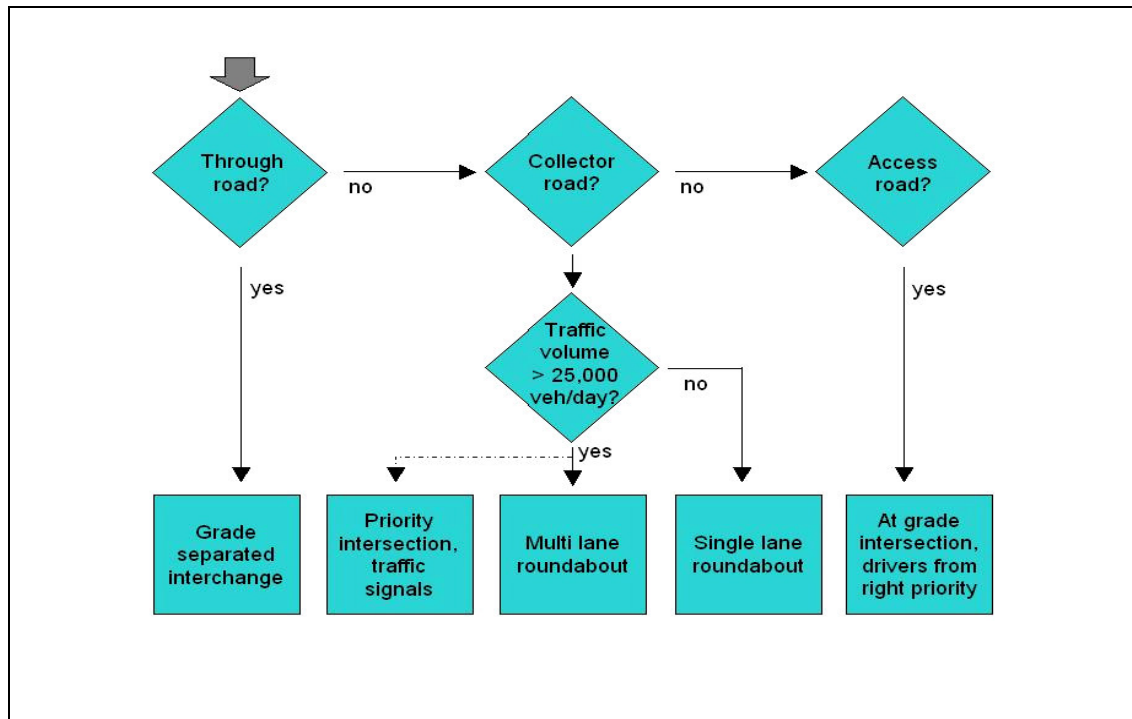 Through
road?
no
Collector
road?
no
Access
road?
yes
yes
Traffic
volume
> 25,000
veh/day?
no
yes
Grade
separated
interchange
Priority
intersection,
traffic
signals
Multi lane
roundabout
Single lane
roundabout
At grade
intersection,
drivers from
right priority